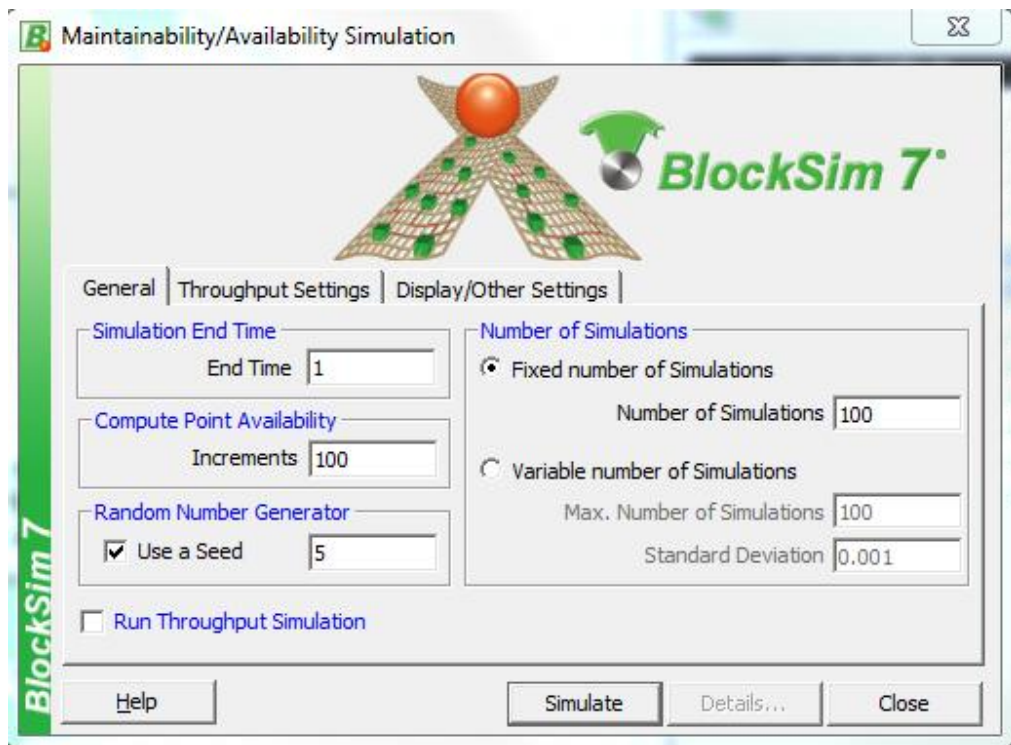 Maintainability/Availability Simulation
BlockSim 7
BlockSim 7
General
Throughput Settings
Display/Other Settings
Simulation End Time
End Time 1
Compute Point Availability
Increments 100
Random Number Generator
Use a Seed 5
Run Throughput Simulation
Number of Simulations
Fixed number of Simulations
Number of Simulations 100
Variable number of Simulations
Max. Number of Simulations 100
Standard Deviation 0.001
Help
Simulate
Details...
Close